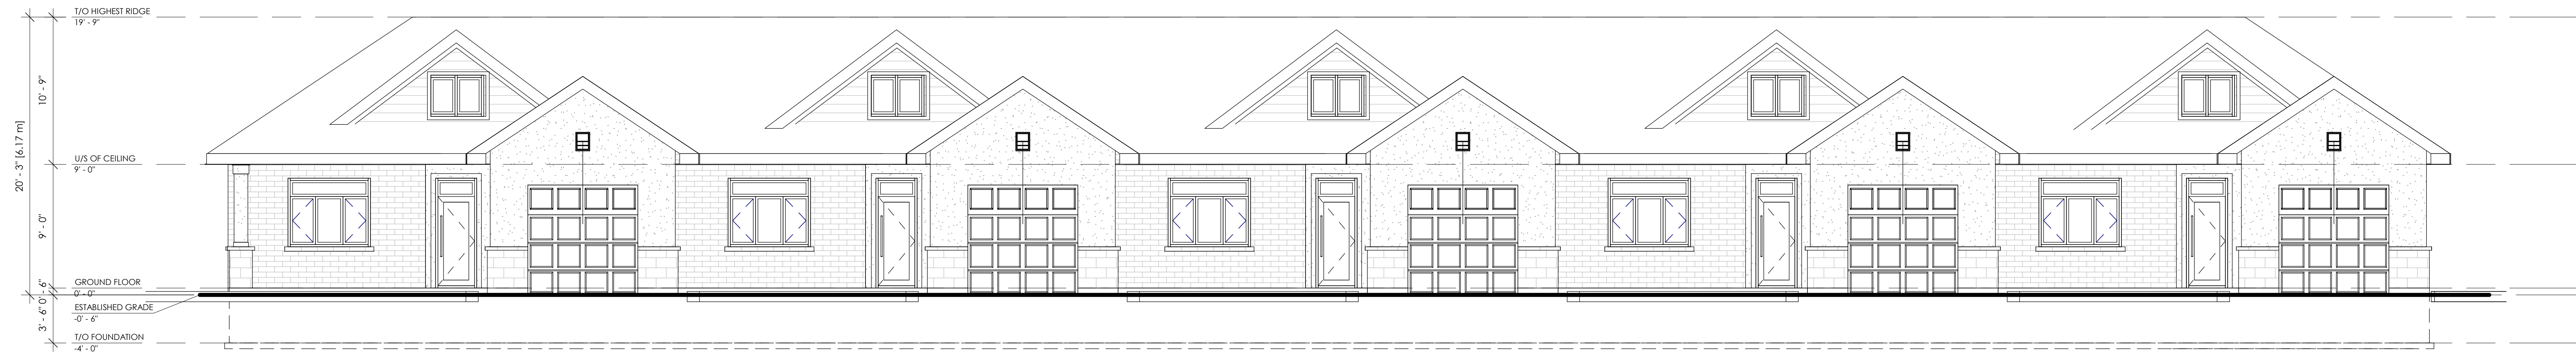 T/O HIGHEST RIDGE
19' - 9"
10' - 9"
20' - 3" [6.17 m]
U/S OF CEILING
9' - 0"
9' - 0"
GROUND FLOOR
0' - 0"
0' - 6"
ESTABLISHED GRADE
-0' - 6"
3' - 6"
T/O FOUNDATION
-4' - 0"